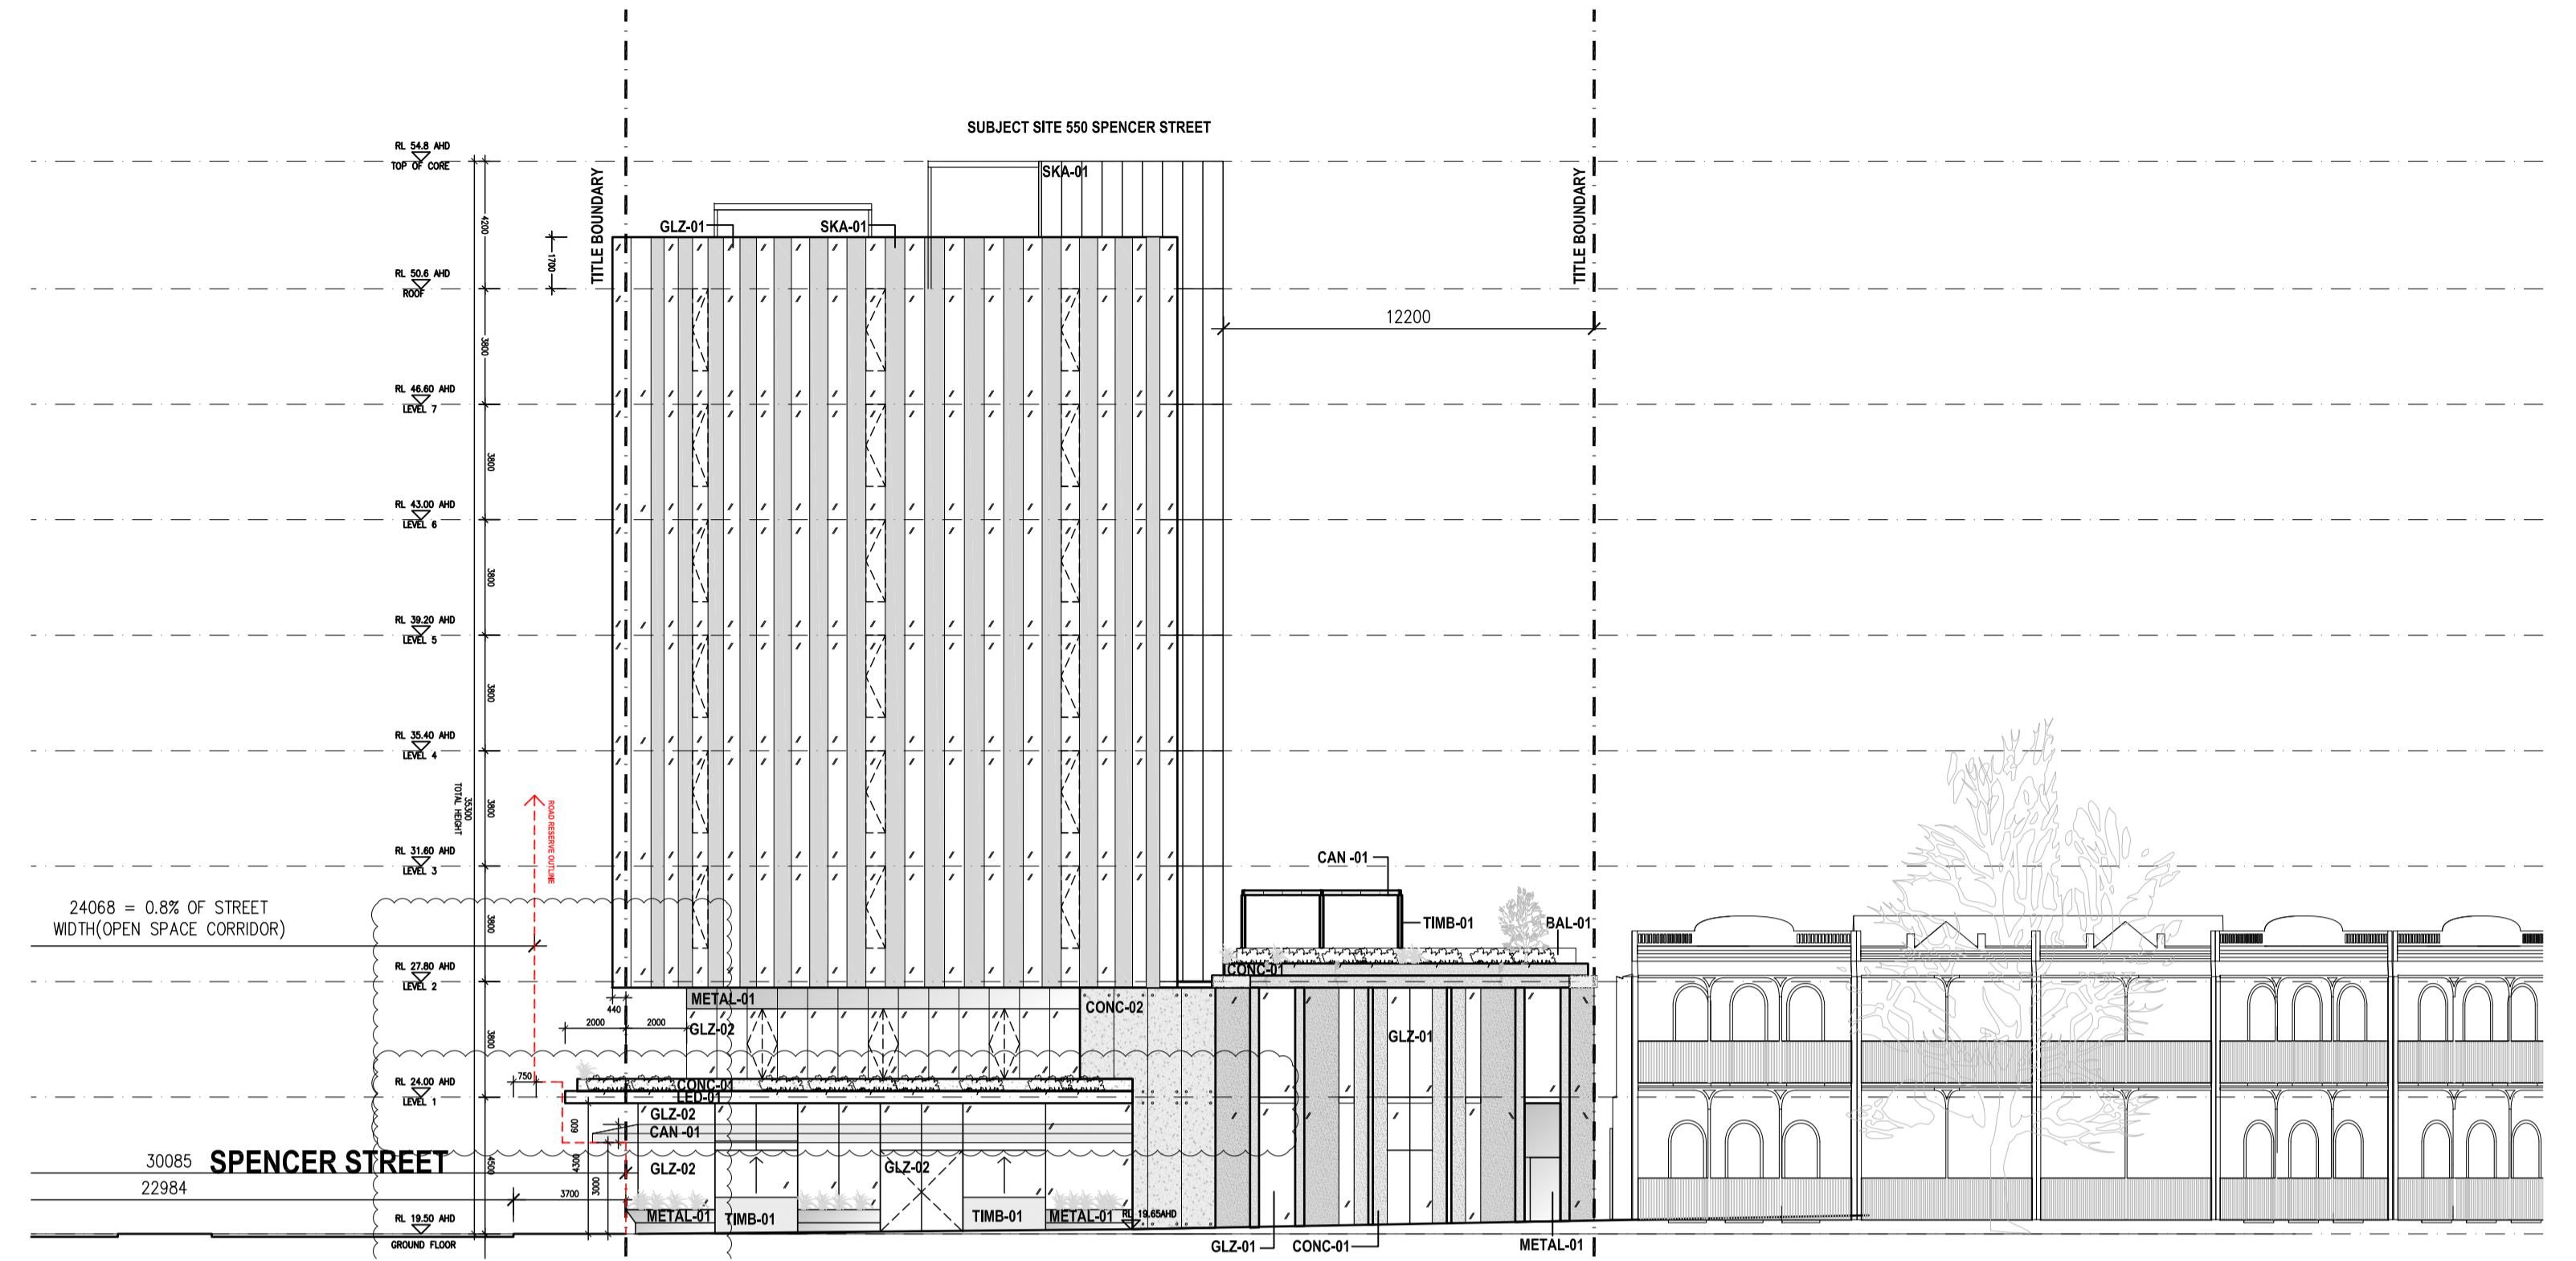 SUBJECT SITE 550 SPENCER STREET
RL 54.8 AHD
TOP OF CORE
SKA-01
TITLE BOUNDARY
TITLE BOUNDARY
4200
GLZ-01
SKA-01
1700
RL 50.6 AHD
ROOF
12200
3800
RL 46.60 AHD
LEVEL 7
3800
RL 43.00 AHD
LEVEL 6
3800
RL 39.20 AHD
LEVEL 5
3800
RL 35.40 AHD
LEVEL 4
3800
35300
TOTAL HEIGHT
ROAD RESERVE OUTLINE
RL 31.60 AHD
LEVEL 3
CAN -01
3800
24068 = 0.8% OF STREET
WIDTH(OPEN SPACE CORRIDOR)
TIMB-01
BAL-01
RL 27.80 AHD
LEVEL 2
CONC-01
METAL-01
CONC-02
440
2000
2000
GLZ-02
GLZ-01
3800
750
RL 24.00 AHD
LEVEL 1
CONC-01
LED-01
GLZ-02
600
CAN -01
30085
SPENCER STREET
4500
4300
GLZ-02
GLZ-02
22984
3700
3000
RL 19.50 AHD
GROUND FLOOR
METAL-01
TIMB-01
TIMB-01
METAL-01
RL 19.65AHD
GLZ-01
CONC-01
METAL-01